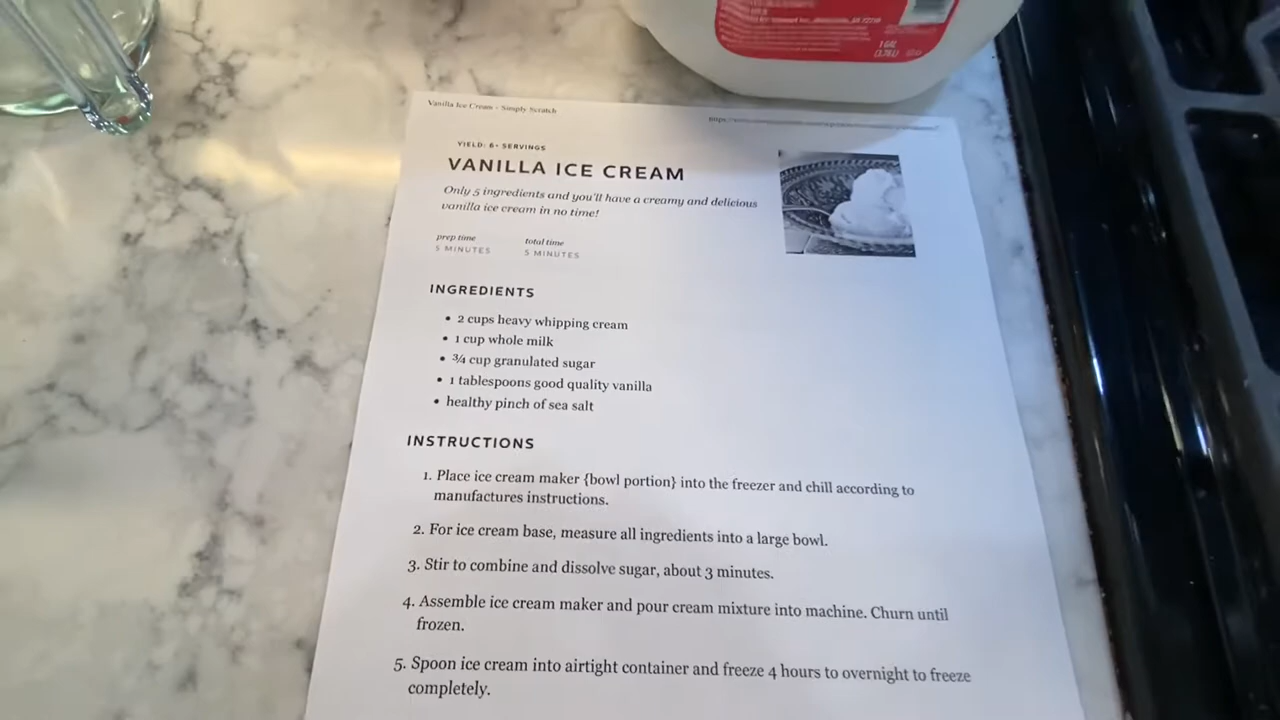 1 GAL
(3.78L)
Vanilla Ice Cream - Simply Scratch
YIELD: 6+ SERVINGS
VANILLA ICE CREAM
Only 5 ingredients and you'll have a creamy and delicious
vanilla ice cream in no time!
prep time
5 MINUTES
total time
5 MINUTES
INGREDIENTS
• 2 cups heavy whipping cream
• 1 cup whole milk
• ¾ cup granulated sugar
• 1 tablespoons good quality vanilla
• healthy pinch of sea salt
INSTRUCTIONS
1. Place ice cream maker {bowl portion} into the freezer and chill according to
manufactures instructions.
2. For ice cream base, measure all ingredients into a large bowl.
3. Stir to combine and dissolve sugar, about 3 minutes.
4. Assemble ice cream maker and pour cream mixture into machine. Churn until
frozen.
5. Spoon ice cream into airtight container and freeze 4 hours to overnight to freeze
completely.